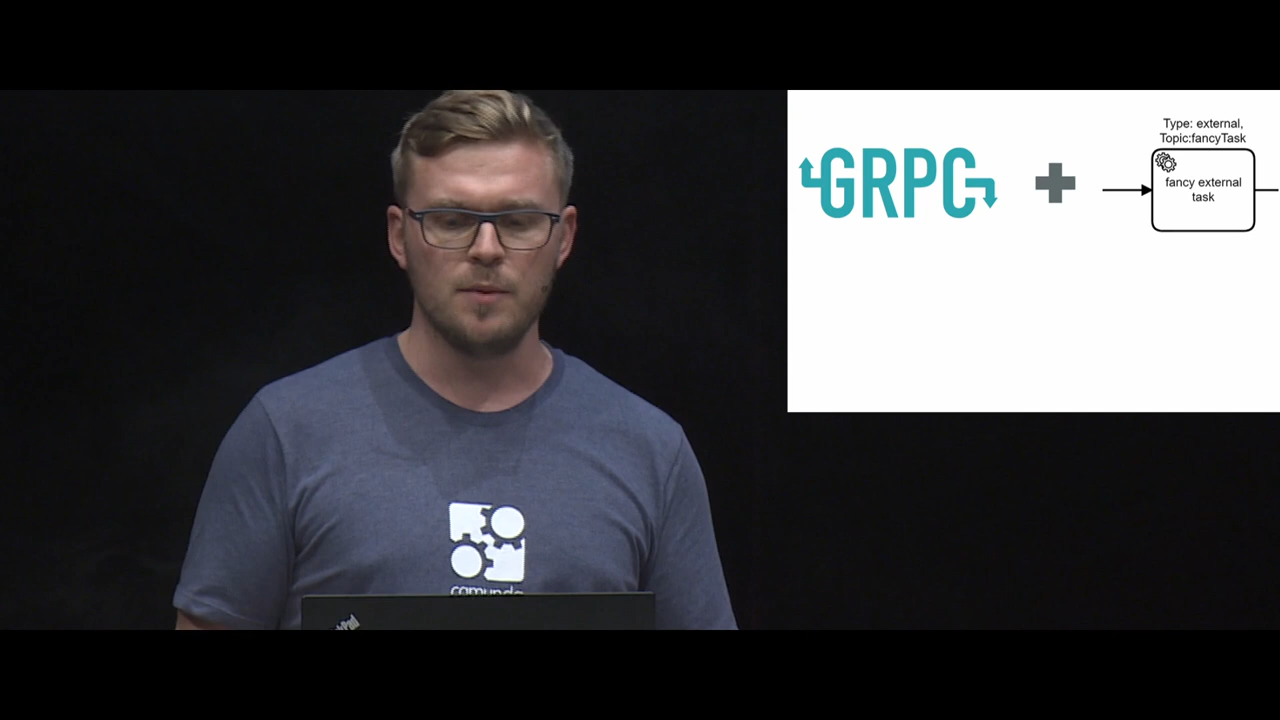 GRPC
Type: external,
Topic:fancyTask
fancy external
task
camunda